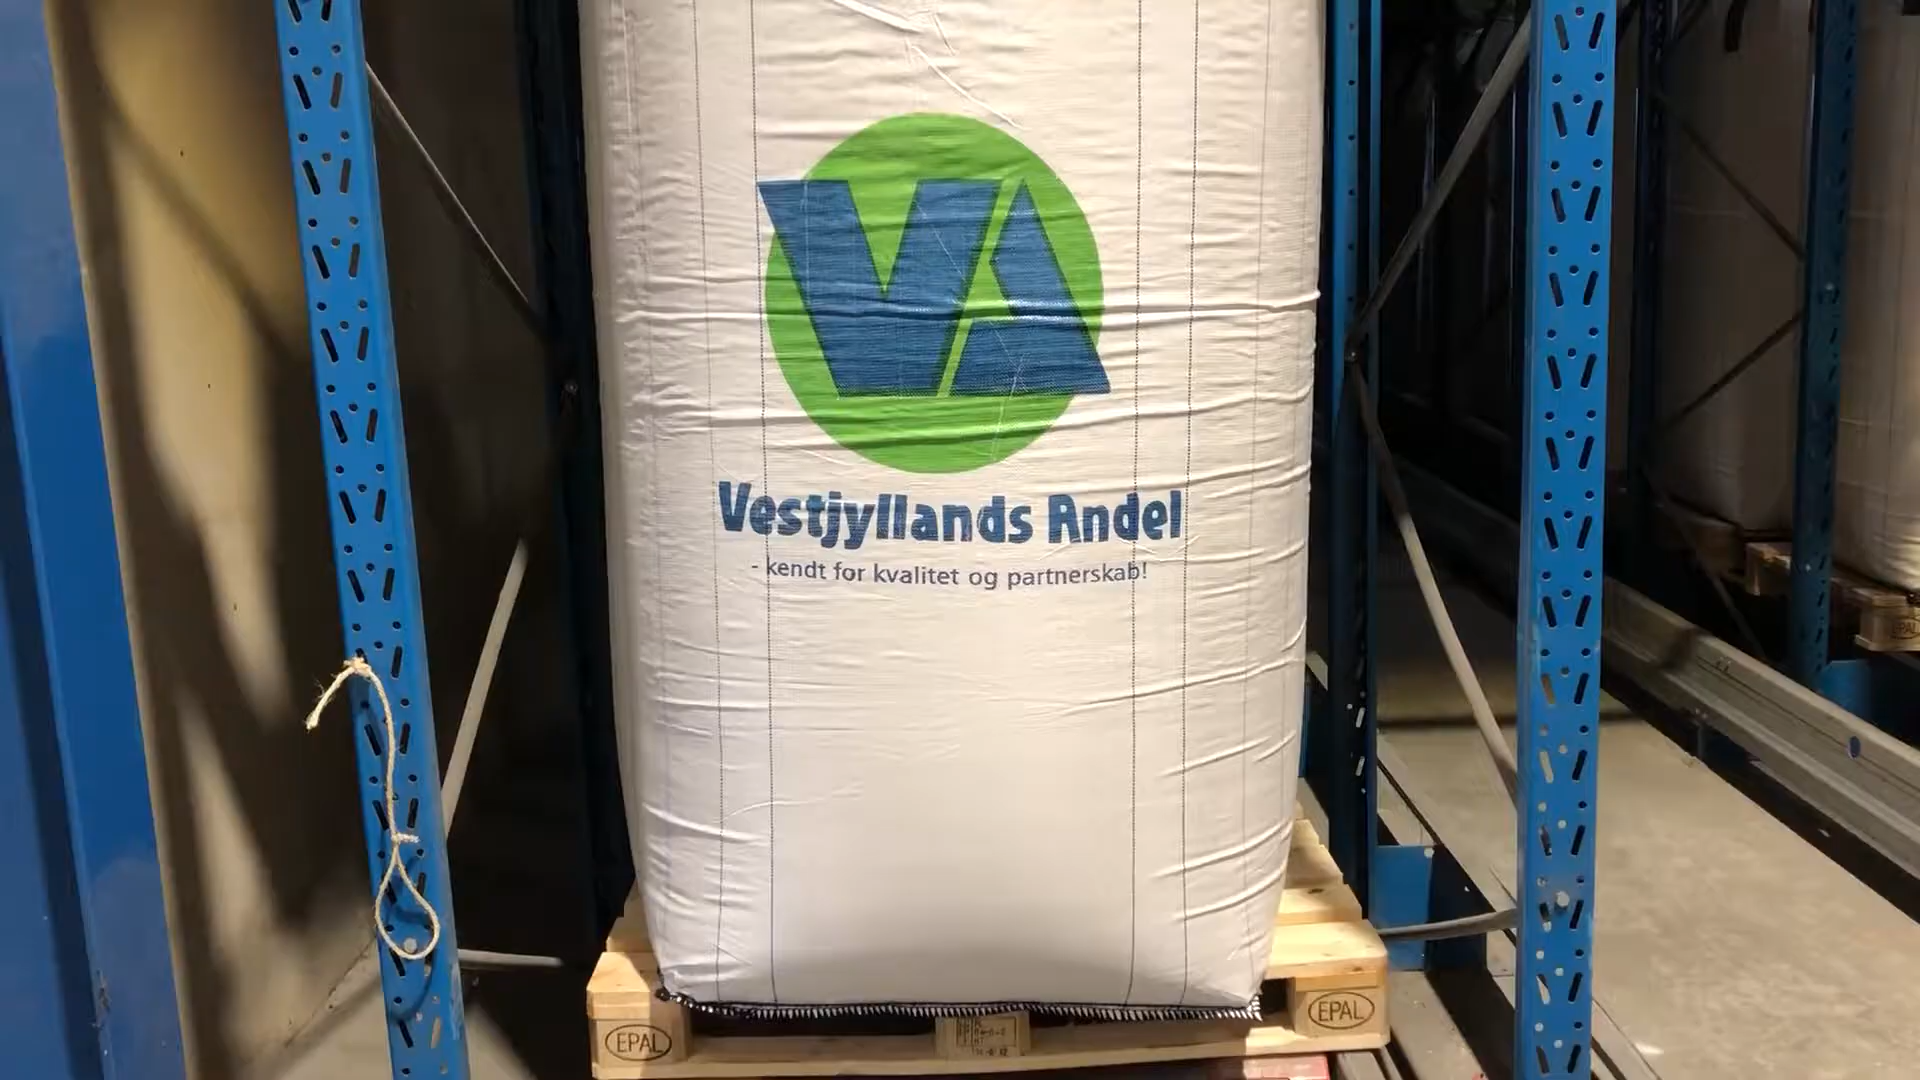 VA
Vestjyllands Andel
- kendt for kvalitet og partnerskab!
EPAL
EPAL
EPAL